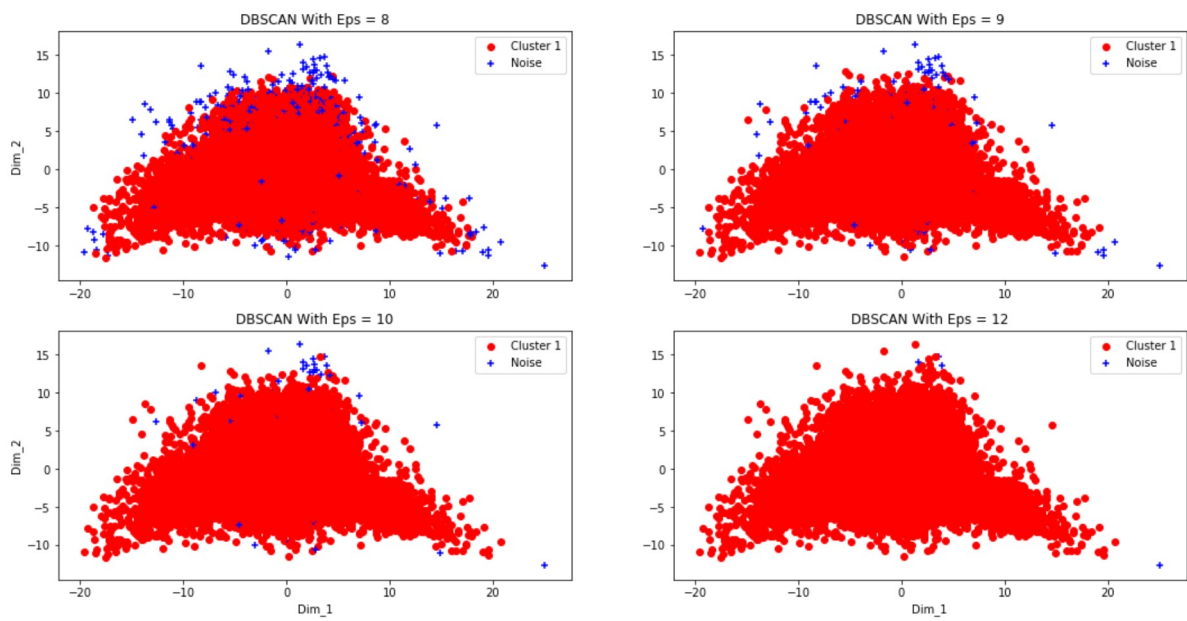 DBSCAN With Eps = 8
15
10
5
0
−5
−10
Dim_2
−20
−10
0
10
20
Cluster 1
Noise
DBSCAN With Eps = 9
15
10
5
0
−5
−10
−20
−10
0
10
20
Cluster 1
Noise
DBSCAN With Eps = 10
15
10
5
0
−5
−10
Dim_2
−20
−10
0
10
20
Dim_1
Cluster 1
Noise
DBSCAN With Eps = 12
15
10
5
0
−5
−10
−20
−10
0
10
20
Dim_1
Cluster 1
Noise